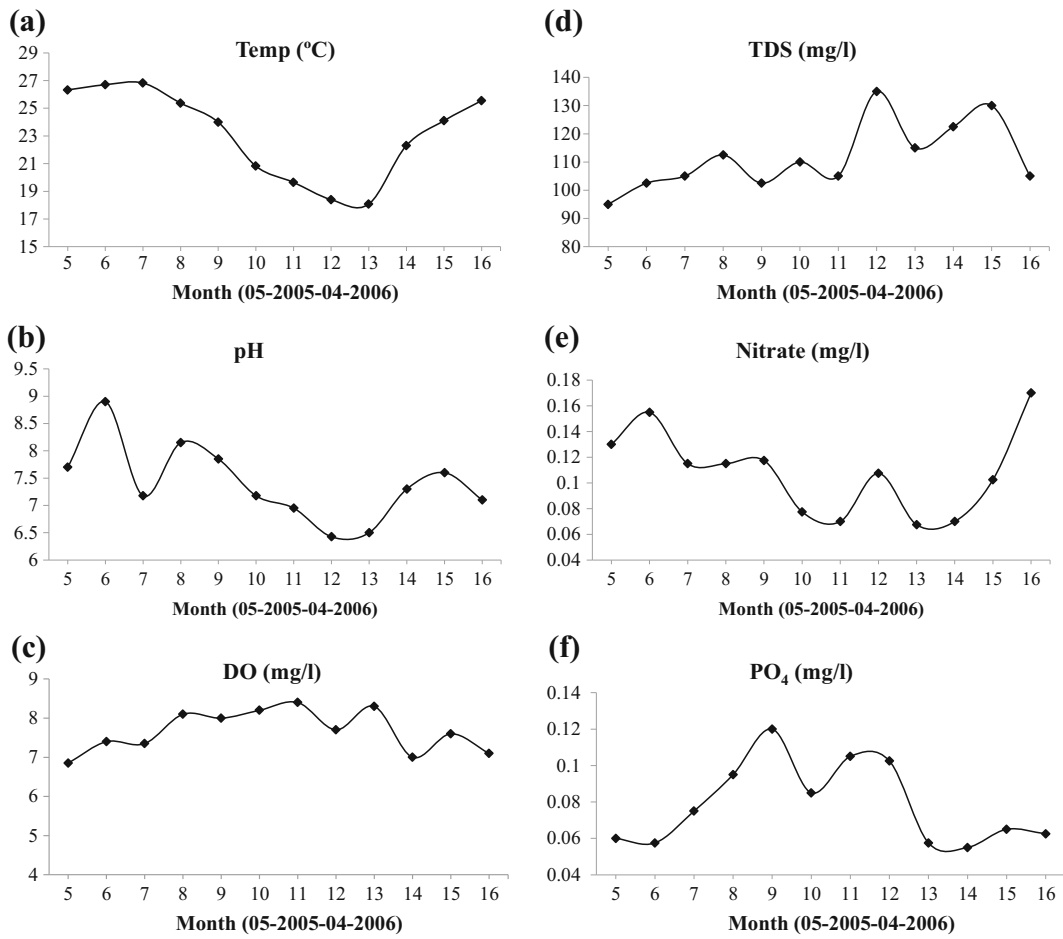 (a)
Temp (ºC)
29
27
25
23
21
19
17
15
5 6 7 8 9 10 11 12 13 14 15 16
Month (05-2005-04-2006)
(b)
pH
9.5
9
8.5
8
7.5
7
6.5
6
5 6 7 8 9 10 11 12 13 14 15 16
Month (05-2005-04-2006)
(c)
DO (mg/l)
9
8
7
6
5
4
5 6 7 8 9 10 11 12 13 14 15 16
Month (05-2005-04-2006)
(d)
TDS (mg/l)
140
130
120
110
100
90
80
5 6 7 8 9 10 11 12 13 14 15 16
Month (05-2005-04-2006)
(e)
Nitrate (mg/l)
0.18
0.16
0.14
0.12
0.1
0.08
0.06
0.04
5 6 7 8 9 10 11 12 13 14 15 16
Month (05-2005-04-2006)
(f)
PO₄ (mg/l)
0.14
0.12
0.1
0.08
0.06
0.04
5 6 7 8 9 10 11 12 13 14 15 16
Month (05-2005-04-2006)